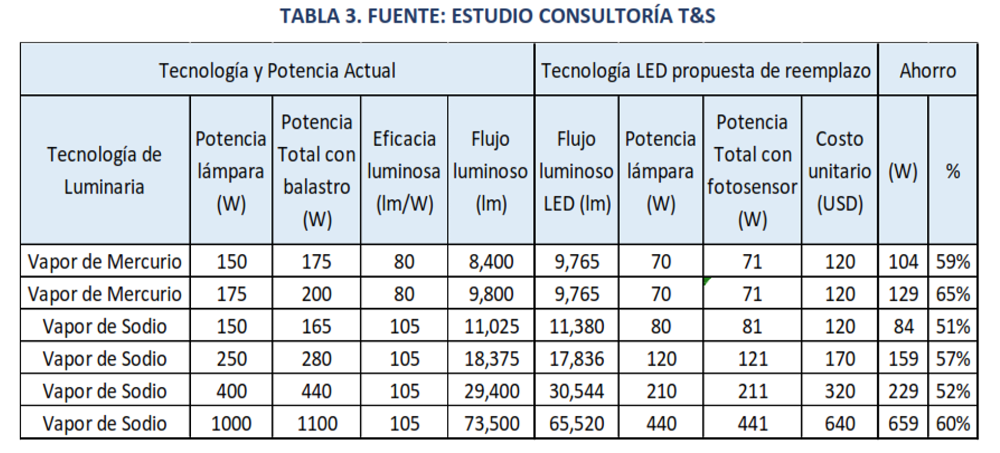 TABLA 3. FUENTE: ESTUDIO CONSULTORÍA T&S
Tecnología y Potencia Actual
Tecnología LED propuesta de reemplazo
Ahorro
Tecnología de
Luminaria
Potencia
lámpara
(W)
Potencia
Total con
balastro
(W)
Eficacia
luminosa
(lm/W)
Flujo
luminoso
(lm)
Flujo
luminoso
LED (lm)
Potencia
lámpara
(W)
Potencia
Total con
fotosensor
(W)
Costo
unitario
(USD)
(W)
%
Vapor de Mercurio 150 175 80 8,400 9,765 70 71 120 104 59%
Vapor de Mercurio 175 200 80 9,800 9,765 70 71 120 129 65%
Vapor de Sodio 150 165 105 11,025 11,380 80 81 120 84 51%
Vapor de Sodio 250 280 105 18,375 17,836 120 121 170 159 57%
Vapor de Sodio 400 440 105 29,400 30,544 210 211 320 229 52%
Vapor de Sodio 1000 1100 105 73,500 65,520 440 441 640 659 60%